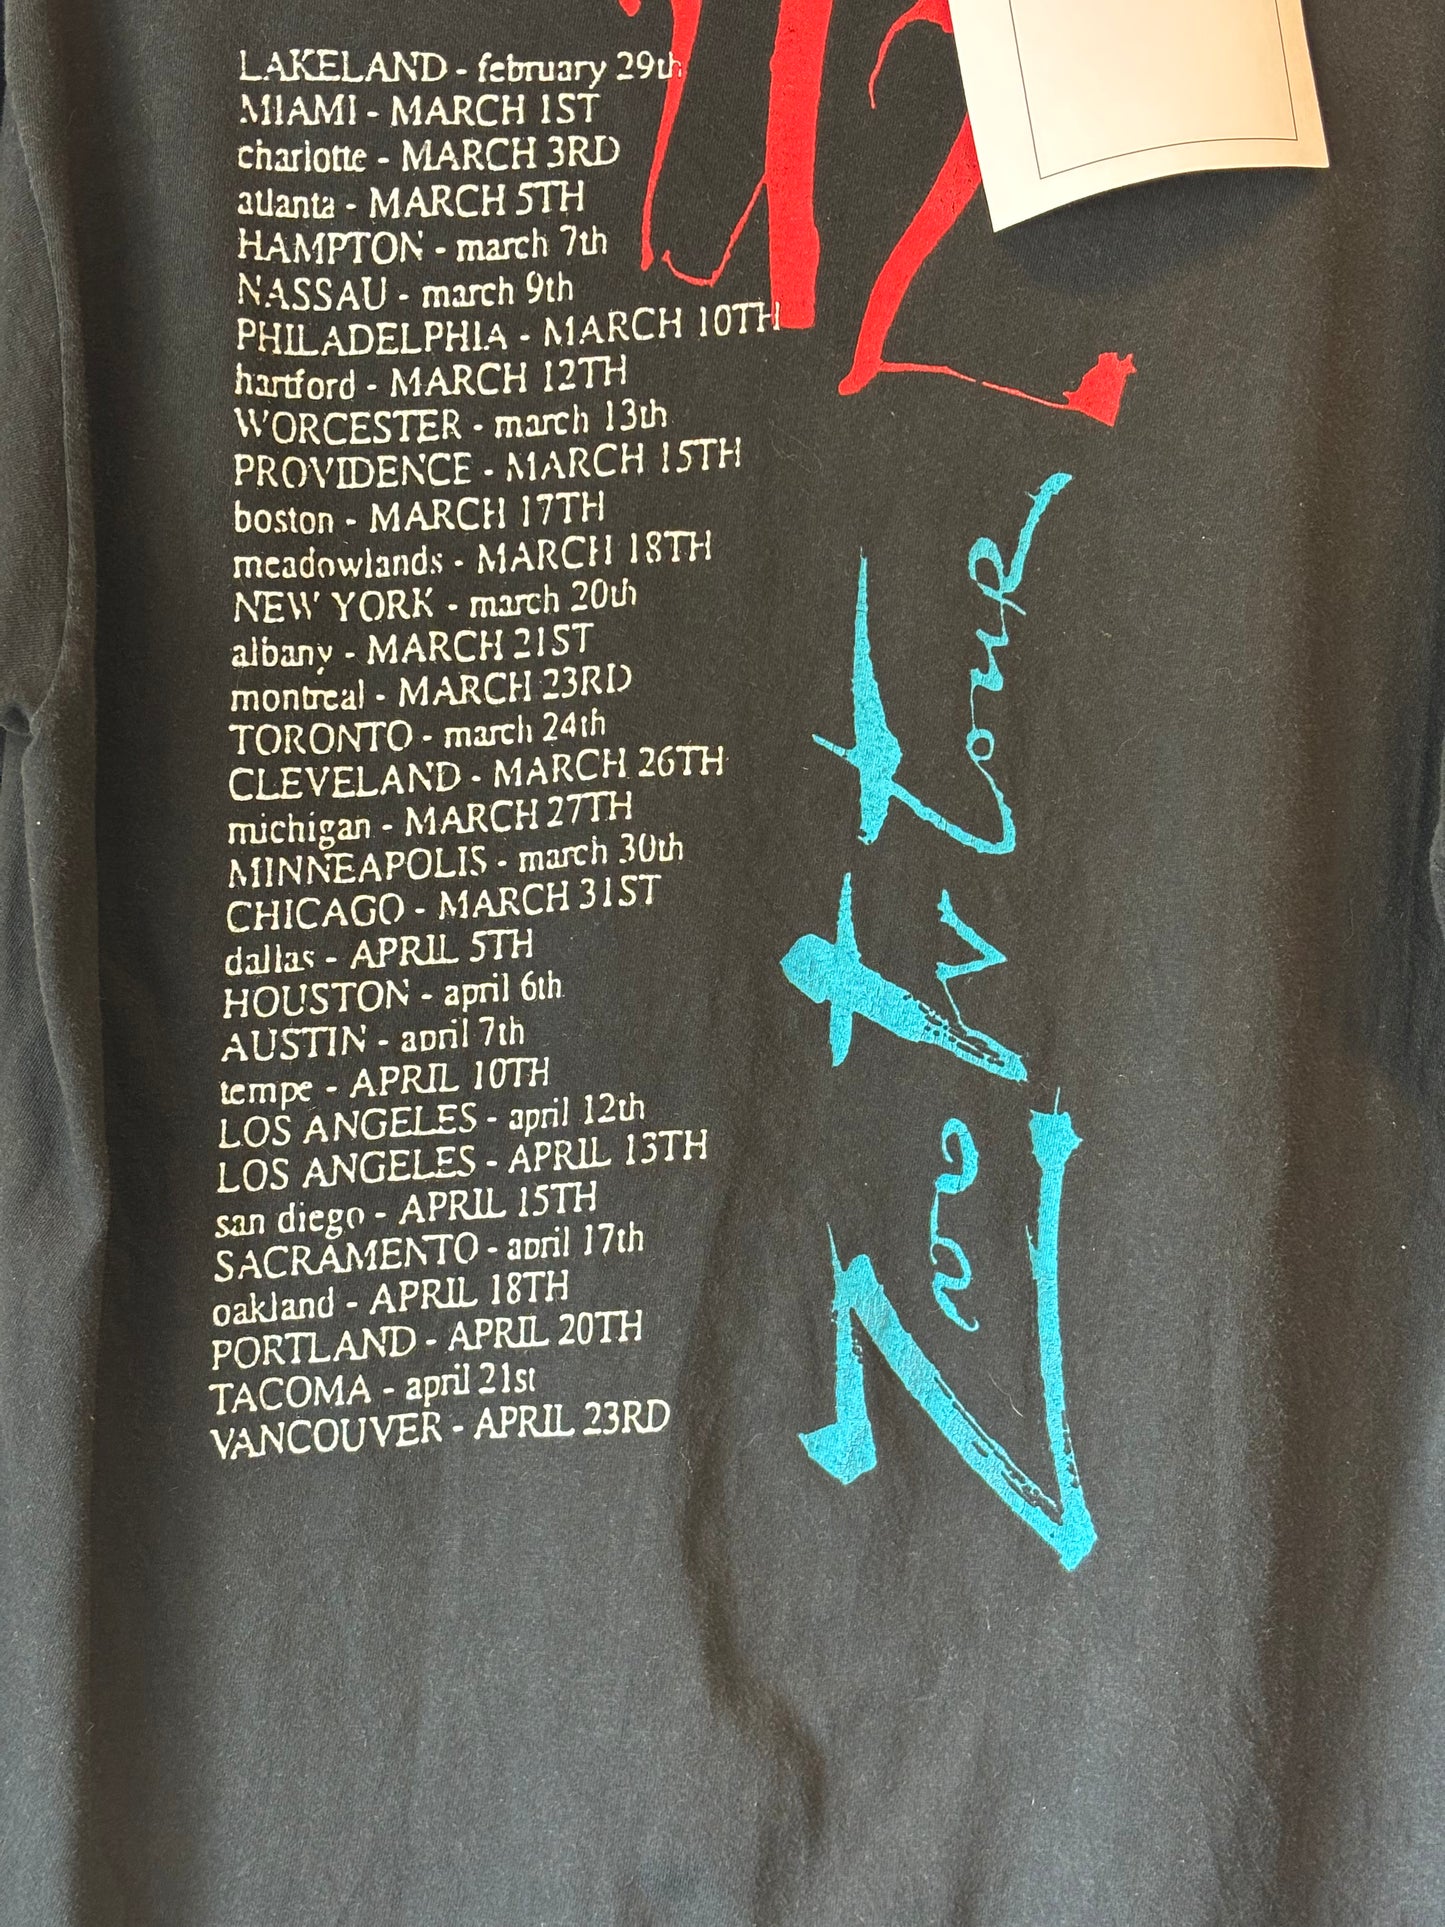 U2
LAKELAND - february 29th
MIAMI - MARCH 1ST
charlotte - MARCH 3RD
atlanta - MARCH 5TH
HAMPTON - march 7th
NASSAU - march 9th
PHILADELPHIA - MARCH 10TH
hartford - MARCH 12TH
WORCESTER - march 13th
PROVIDENCE - MARCH 15TH
boston - MARCH 17TH
meadowlands - MARCH 18TH
NEW YORK - march 20th
albany - MARCH 21ST
montreal - MARCH 23RD
TORONTO - march 24th
CLEVELAND - MARCH 26TH
michigan - MARCH 27TH
MINNEAPOLIS - march 30th
CHICAGO - MARCH 31ST
dallas - APRIL 5TH
HOUSTON - april 6th
AUSTIN - april 7th
tempe - APRIL 10TH
LOS ANGELES - april 12th
LOS ANGELES - APRIL 13TH
san diego - APRIL 15TH
SACRAMENTO - april 17th
oakland - APRIL 18TH
PORTLAND - APRIL 20TH
TACOMA - april 21st
VANCOUVER - APRIL 23RD
Zoo tv tour